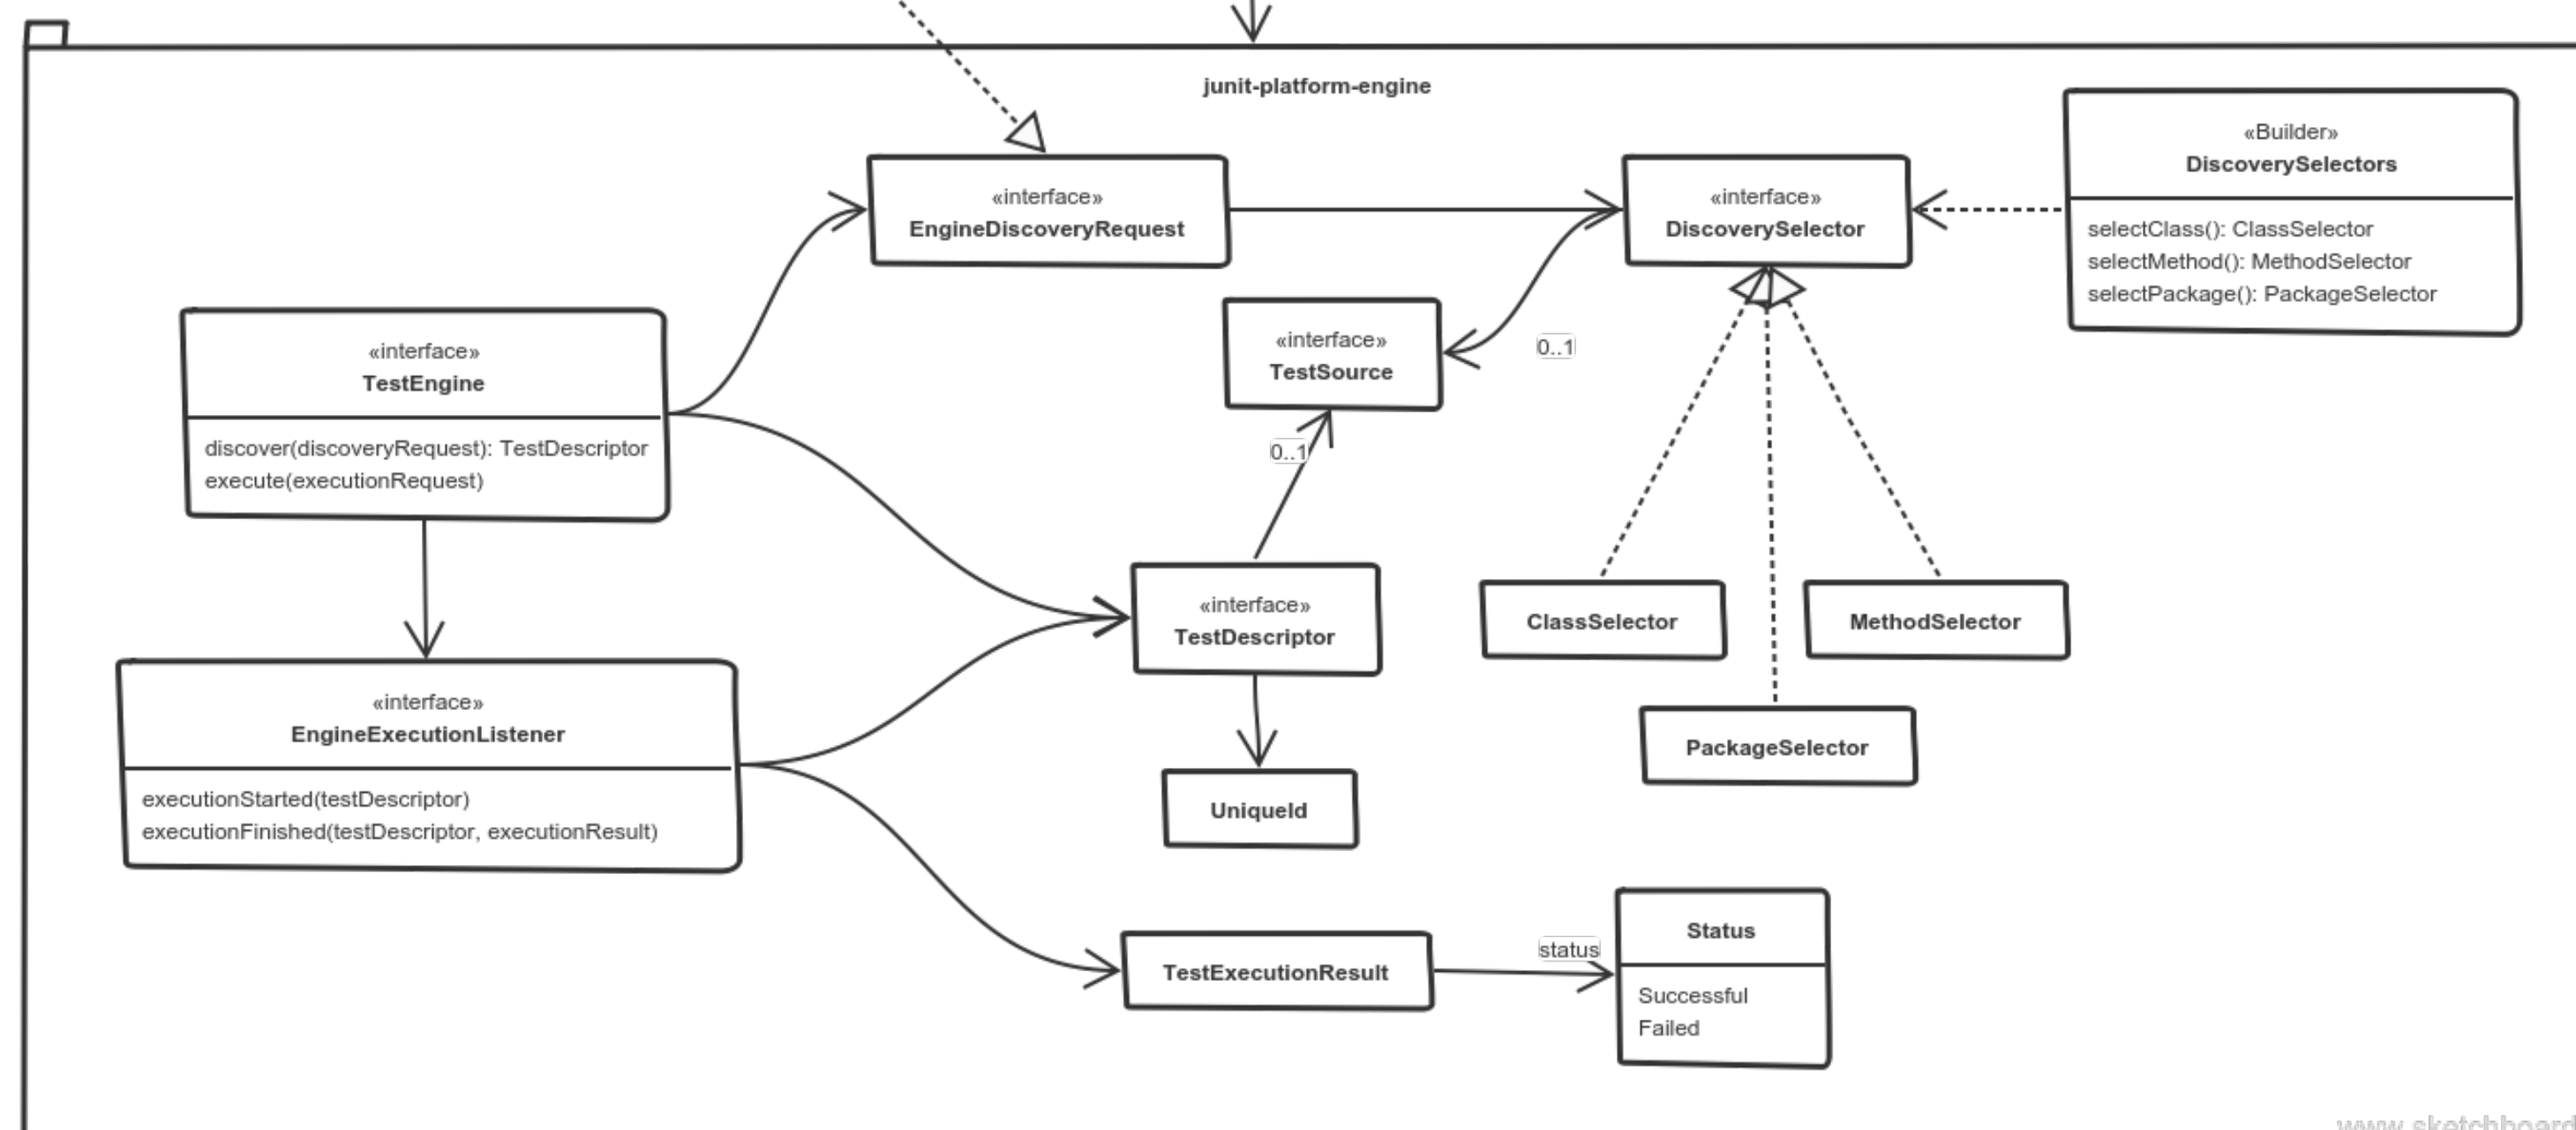 junit-platform-engine
«Builder»
DiscoverySelectors
selectClass(): ClassSelector
selectMethod(): MethodSelector
selectPackage(): PackageSelector
«interface»
EngineDiscoveryRequest
«interface»
DiscoverySelector
«interface»
TestSource
0..1
«interface»
TestEngine
discover(discoveryRequest): TestDescriptor
execute(executionRequest)
0..1
«interface»
TestDescriptor
ClassSelector
MethodSelector
PackageSelector
«interface»
EngineExecutionListener
executionStarted(testDescriptor)
executionFinished(testDescriptor, executionResult)
UniqueId
TestExecutionResult
status
Status
Successful
Failed